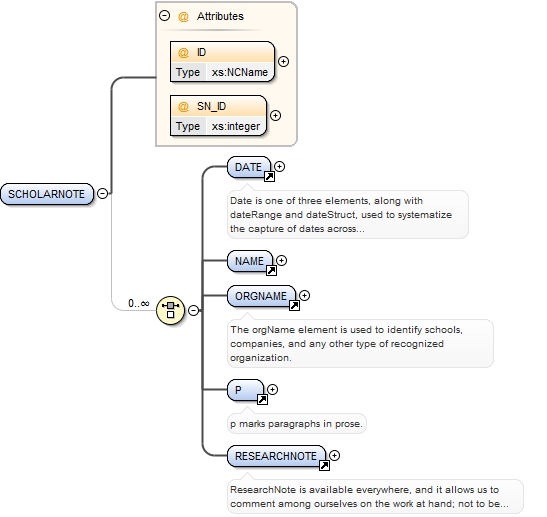 @ Attributes
@ ID
Type xs:NCName
@ SN_ID
Type xs:integer
SCHOLARNOTE
DATE
Date is one of three elements, along with
dateRange and dateStruct, used to systematize
the capture of dates across...
NAME
0..∞
ORGNAME
The orgName element is used to identify schools,
companies, and any other type of recognized
organization.
P
p marks paragraphs in prose.
RESEARCHNOTE
ResearchNote is available everywhere, and it allows us to
comment among ourselves on the work at hand; not to be...